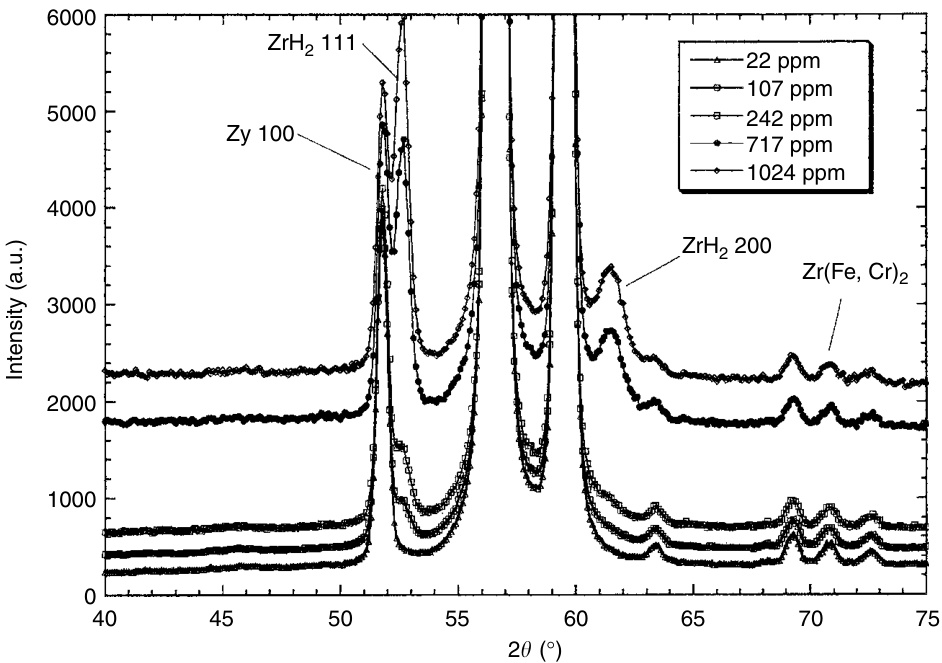 6000
5000
4000
3000
2000
1000
0
Intensity (a.u.)
ZrH₂ 111
Zy 100
22 ppm
107 ppm
242 ppm
717 ppm
1024 ppm
ZrH₂ 200
Zr(Fe, Cr)₂
40 45 50 55 60 65 70 75
2θ (°)